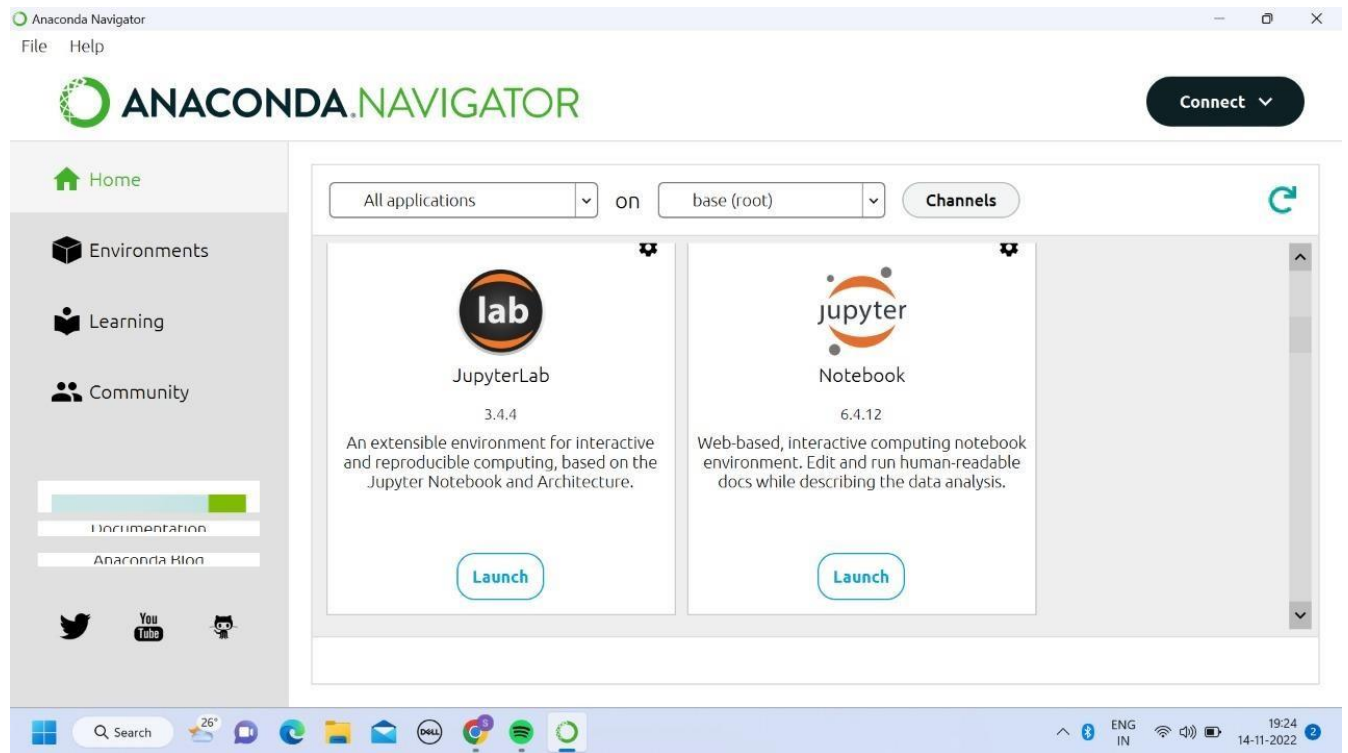 Anaconda Navigator
File Help
ANACONDA.NAVIGATOR
Connect
Home
Environments
Learning
Community
Documentation
Anaconda Blog
You
Tube
All applications on base (root) Channels
lab
JupyterLab
3.4.4
An extensible environment for interactive
and reproducible computing, based on the
Jupyter Notebook and Architecture.
Launch
jupyter
Notebook
6.4.12
Web-based, interactive computing notebook
environment. Edit and run human-readable
docs while describing the data analysis.
Launch
Search
26°
DELL
S
ENG
IN
19:24
14-11-2022
2